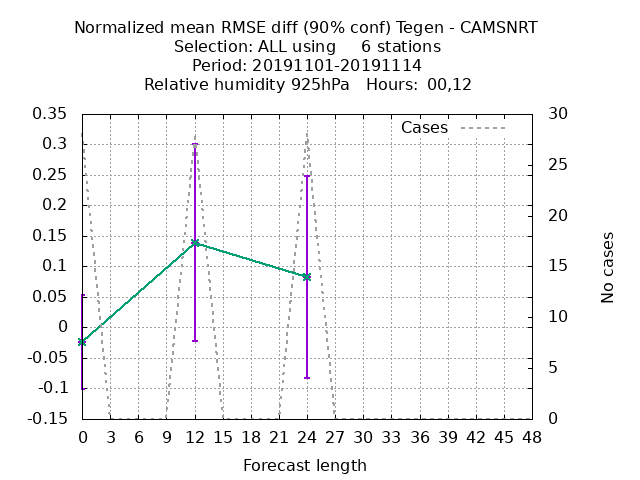 Normalized mean RMSE diff (90% conf) Tegen - CAMSNRT
Selection: ALL using 6 stations
Period: 20191101-20191114
Relative humidity 925hPa Hours: 00,12
Cases
0.35
0.3
0.25
0.2
0.15
0.1
0.05
0
-0.05
-0.1
-0.15
30
25
20
15
10
5
0
No cases
0 3 6 9 12 15 18 21 24 27 30 33 36 39 42 45 48
Forecast length